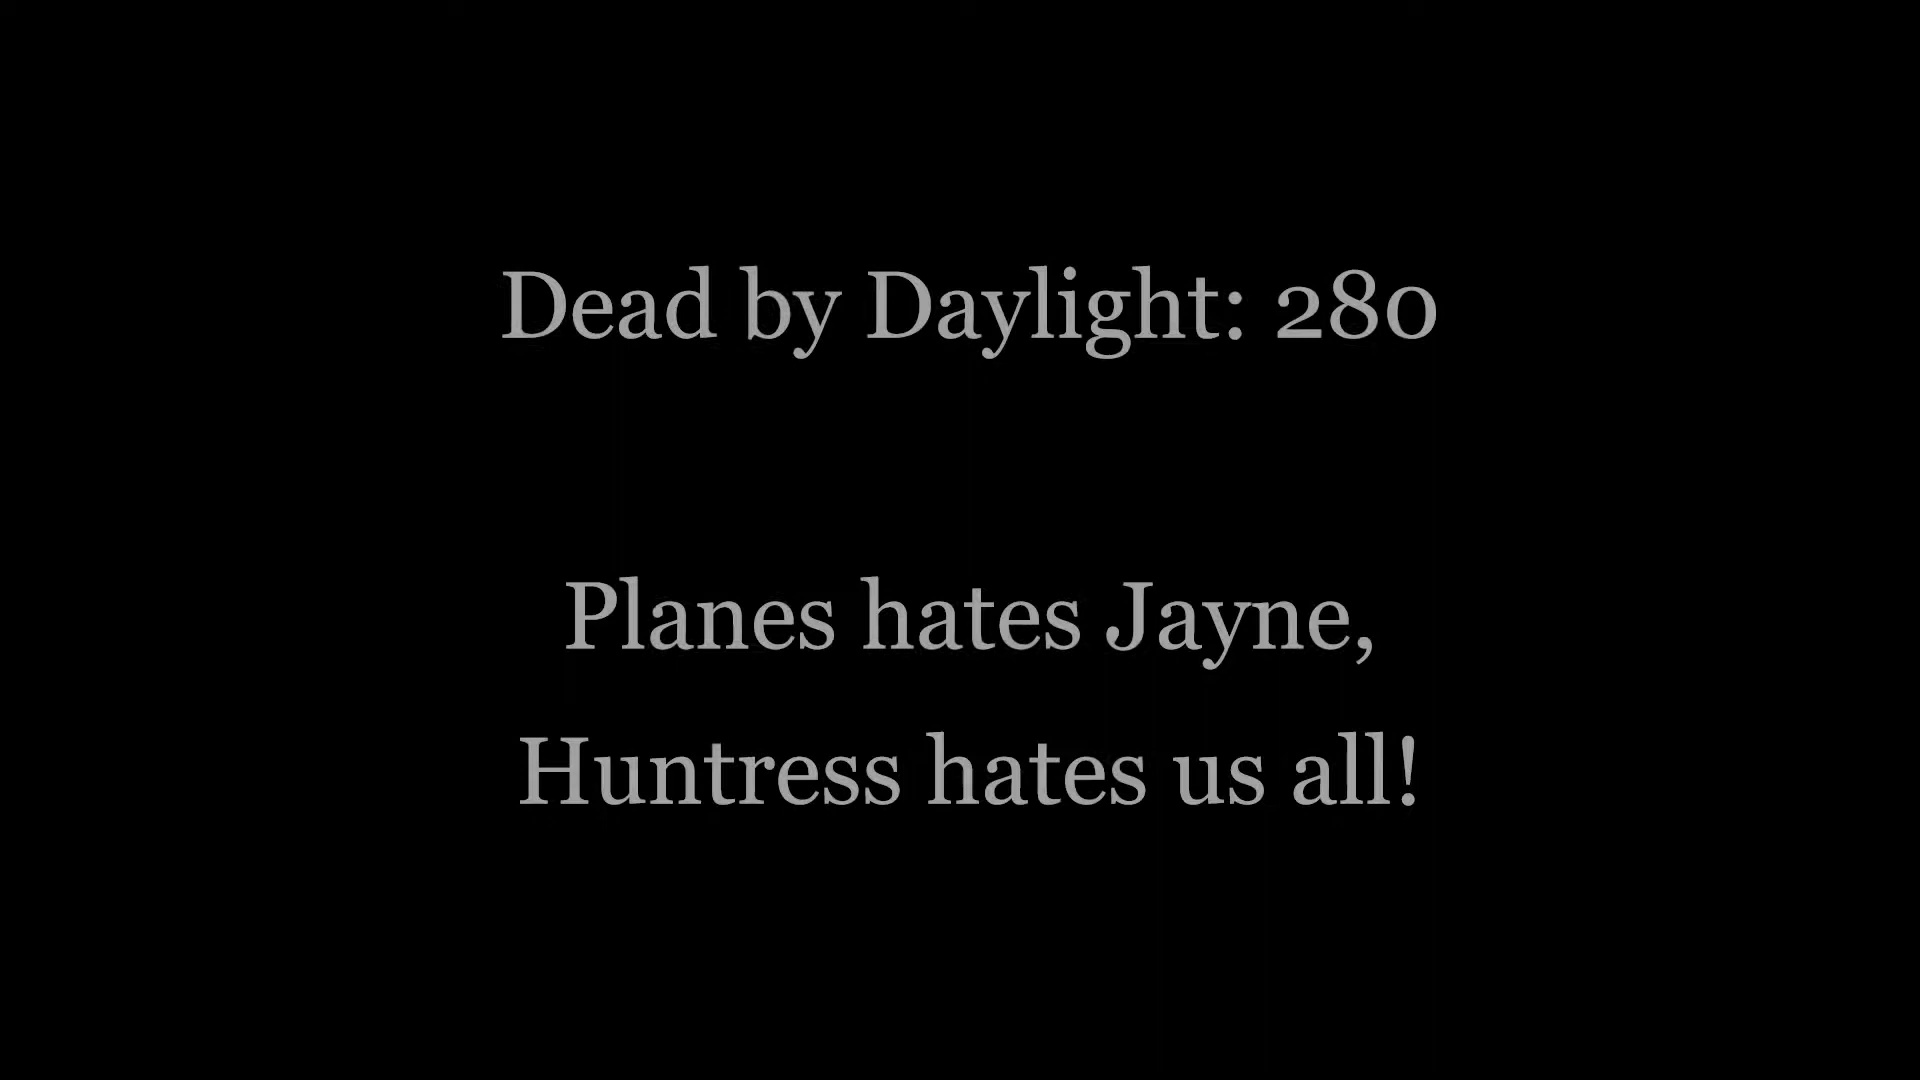 Dead by Daylight: 280
Planes hates Jayne,
Huntress hates us all!